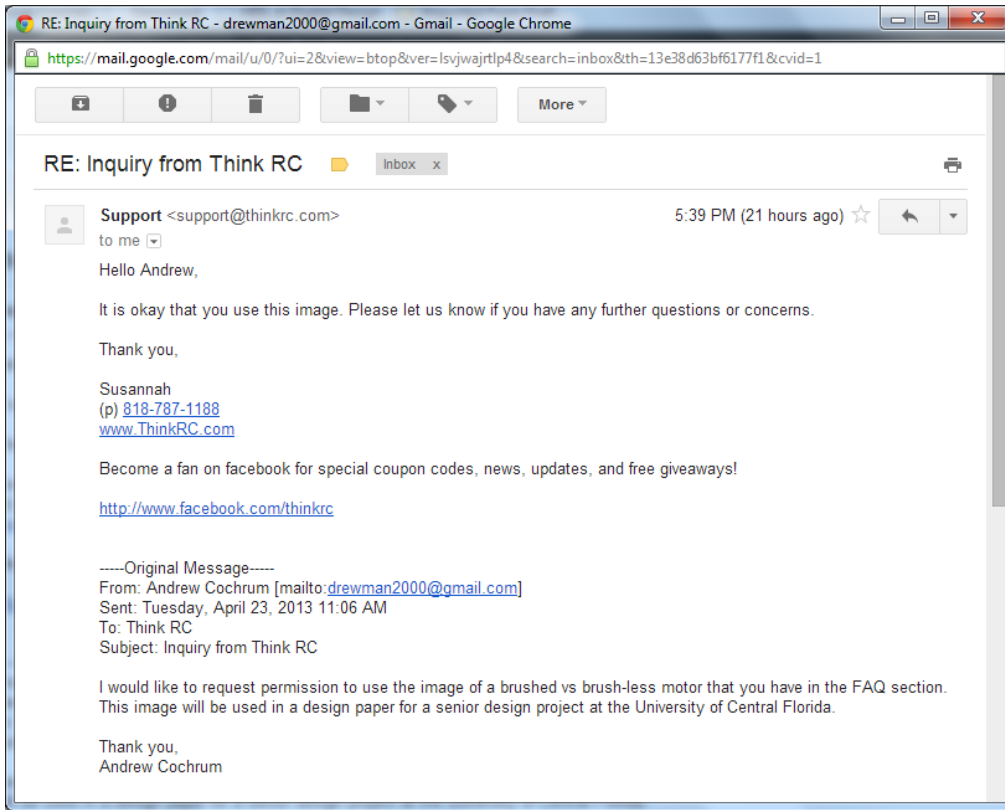 RE: Inquiry from Think RC - drewman2000@gmail.com - Gmail - Google Chrome
https://mail.google.com/mail/u/0/?ui=2&view=btop&ver=lsvjwajrtlp4&search=inbox&th=13e38d63bf6177f1&cvid=1
More
RE: Inquiry from Think RC Inbox x
Support <support@thinkrc.com> 5:39 PM (21 hours ago)
to me
Hello Andrew,
It is okay that you use this image. Please let us know if you have any further questions or concerns.
Thank you,
Susannah
(p) 818-787-1188
www.ThinkRC.com
Become a fan on facebook for special coupon codes, news, updates, and free giveaways!
http://www.facebook.com/thinkrc
-----Original Message-----
From: Andrew Cochrum [mailto:drewman2000@gmail.com]
Sent: Tuesday, April 23, 2013 11:06 AM
To: Think RC
Subject: Inquiry from Think RC
I would like to request permission to use the image of a brushed vs brush-less motor that you have in the FAQ section.
This image will be used in a design paper for a senior design project at the University of Central Florida.
Thank you,
Andrew Cochrum